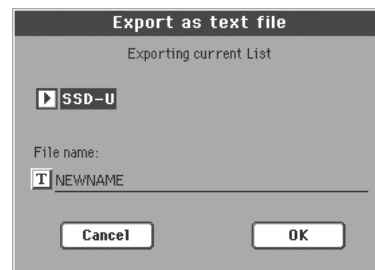 Export as text file
Exporting current List
SSD-U
File name:
T NEWNAME
Cancel OK